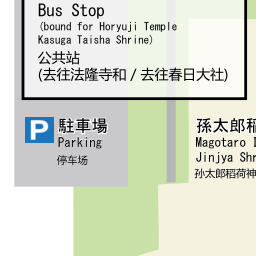 Bus Stop
(bound for Horyuji Temple
Kasuga Taisha Shrine)
公共站
(去往法隆寺和 / 去往春日大社)
P 駐車場
Parking
停车场
孫太郎稲
Magotaro
Jinjya Shr
孙太郎稻荷神